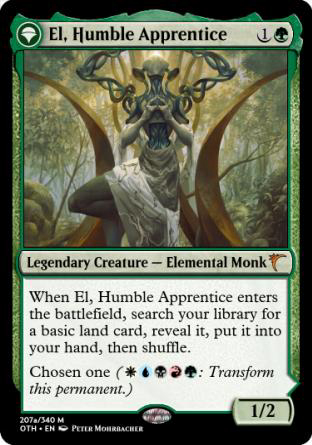 El, Humble Apprentice 1
Legendary Creature — Elemental Monk
When El, Humble Apprentice enters
the battlefield, search your library for
a basic land card, reveal it, put it into
your hand, then shuffle.
Chosen one ( : Transform
this permanent.)
207a/340 M
OTH • EN Peter Mohrbacher
1/2